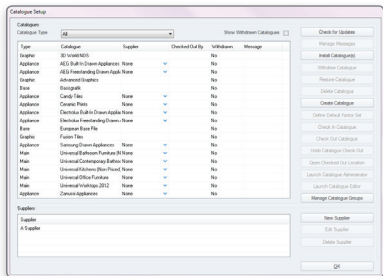 Catalogue Setup
Catalogues
Catalogue Type All Show Withdrawn Catalogues
Type Catalogue Supplier Checked Out By Withdrawn Message
Graphic 3D World NDS No
Appliance AEG Built In Drawn Appliances None No
Appliance AEG Freestanding Drawn Applia None No
Graphic Advanced Graphics No
Base Basisgrafik No
Appliance Candy Tiles None No
Appliance Ceramic Prints None No
Appliance Electrolux Built-In Drawn Applian None No
Appliance Electrolux Freestanding Drawn A None No
Base European Base File No
Graphic Fusion Tiles No
Appliance Samsung Drawn Appliances None No
Main Universal Bathroom Furniture (N None No
Main Universal Contemporary Bathroo None No
Main Universal Kitchens (Non Priced, None No
Main Universal Office Furniture None No
Main Universal Worktops 2012 None No
Appliance Zanussi Appliances None No
Suppliers
Supplier
A Supplier
Check for Updates
Manage Messages
Install Catalogue(s)
Withdraw Catalogue
Restore Catalogue
Delete Catalogue
Create Catalogue
Define Default Factor Set
Check In Catalogue
Check Out Catalogue
Undo Catalogue Check Out
Open Checked Out Location
Launch Catalogue Administrator
Launch Catalogue Editor
Manage Catalogue Groups
New Supplier
Edit Supplier
Delete Supplier
OK